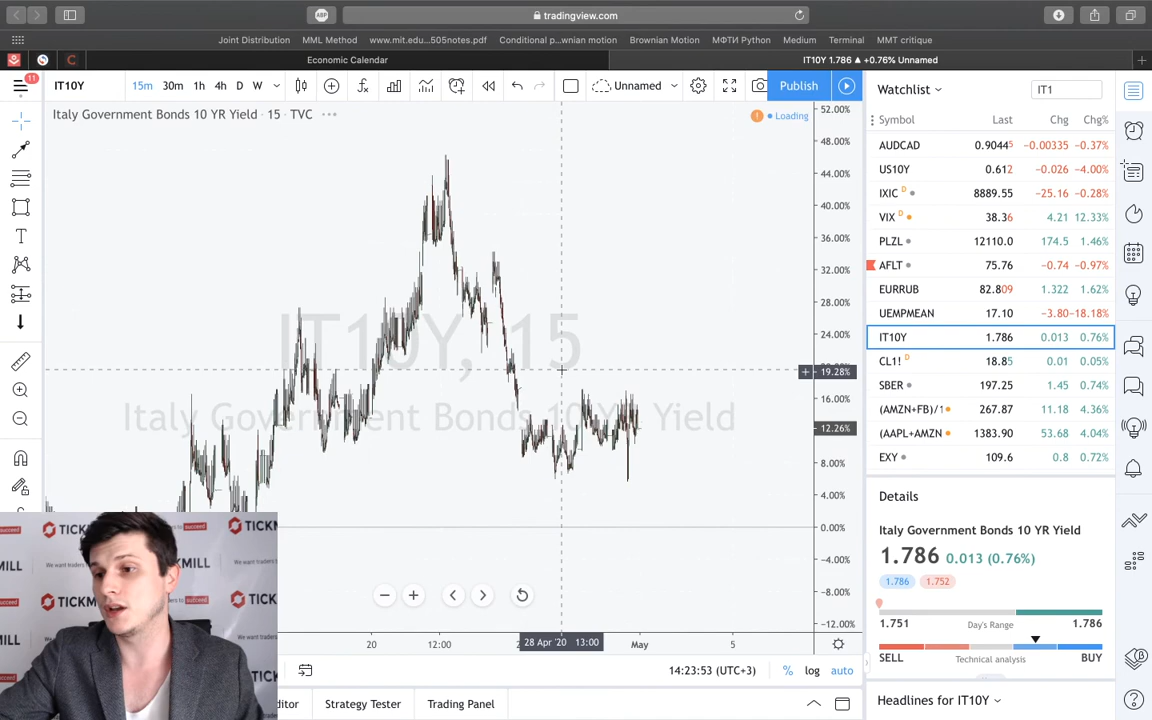 ABP
tradingview.com
Joint Distribution
MML Method
www.mit.edu...505notes.pdf
Conditional p...wnian motion
Brownian Motion
МФТИ Python
Medium
Terminal
MMT critique
Economic Calendar
IT10Y 1.786 ▲ +0.76% Unnamed
11
IT10Y
15m
30m
1h
4h
D
W
Unnamed
Publish
Italy Government Bonds 10 YR Yield · 15 · TVC
Loading
IT10Y, 15
Italy Government Bonds 10 YR Yield
52.00%
48.00%
44.00%
40.00%
36.00%
32.00%
28.00%
24.00%
19.28%
16.00%
12.26%
8.00%
4.00%
0.00%
−4.00%
−8.00%
−12.00%
20
12:00
28 Apr '20 13:00
May
5
14:23:53 (UTC+3)
%
log
auto
Strategy Tester
Trading Panel
Watchlist
IT1
Symbol Last Chg Chg%
AUDCAD 0.90445 −0.00335 −0.37%
US10Y 0.612 −0.026 −4.00%
IXIC D 8889.55 −25.16 −0.28%
VIX D 38.36 4.21 12.33%
PLZL 12110.0 174.5 1.46%
AFLT 75.76 −0.74 −0.97%
EURRUB 82.809 1.322 1.62%
UEMPMEAN 17.10 −3.80 −18.18%
IT10Y 1.786 0.013 0.76%
CL1! D 18.85 0.01 0.05%
SBER 197.25 1.45 0.74%
(AMZN+FB)/1 267.87 11.18 4.36%
(AAPL+AMZN 1383.90 53.68 4.04%
EXY 109.6 0.8 0.72%
Details
Italy Government Bonds 10 YR Yield
1.786 0.013 (0.76%)
1.786 1.752
1.751 Day's Range 1.786
SELL Technical analysis BUY
Headlines for IT10Y
TICKMILL
We want traders to succeed